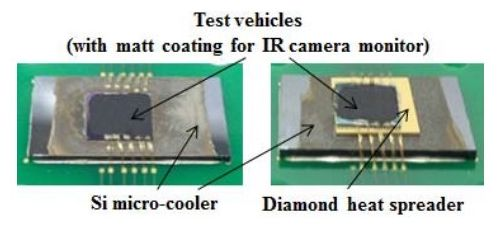 Test vehicles
(with matt coating for IR camera monitor)
Si micro-cooler
Diamond heat spreader